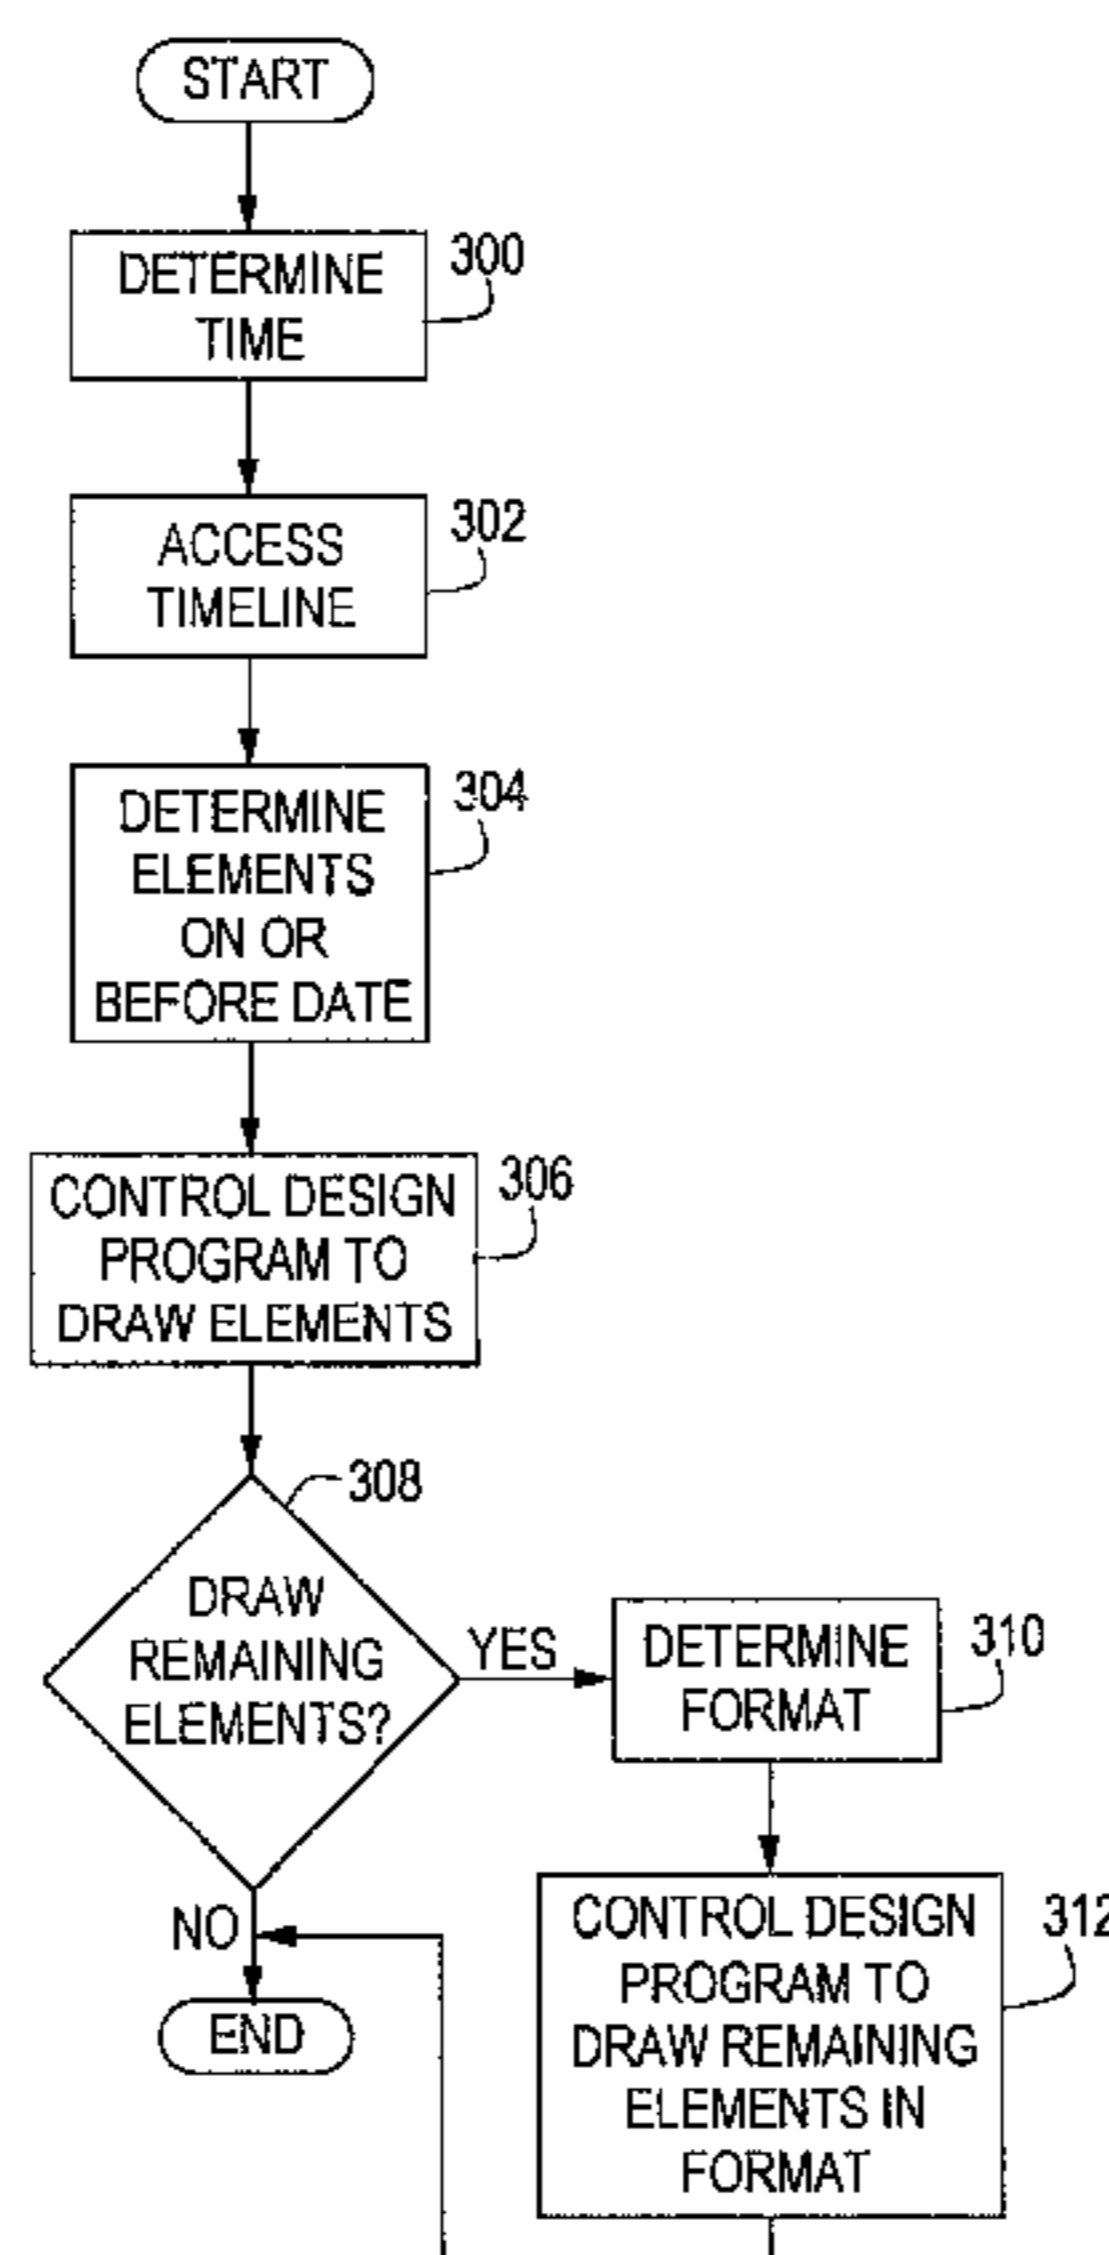 START
DETERMINE
TIME
300
ACCESS
TIMELINE
302
DETERMINE
ELEMENTS
ON OR
BEFORE DATE
304
CONTROL DESIGN
PROGRAM TO
DRAW ELEMENTS
306
308
DRAW
REMAINING
ELEMENTS?
YES
DETERMINE
FORMAT
310
NO
END
CONTROL DESIGN
PROGRAM TO
DRAW REMAINING
ELEMENTS IN
FORMAT
312